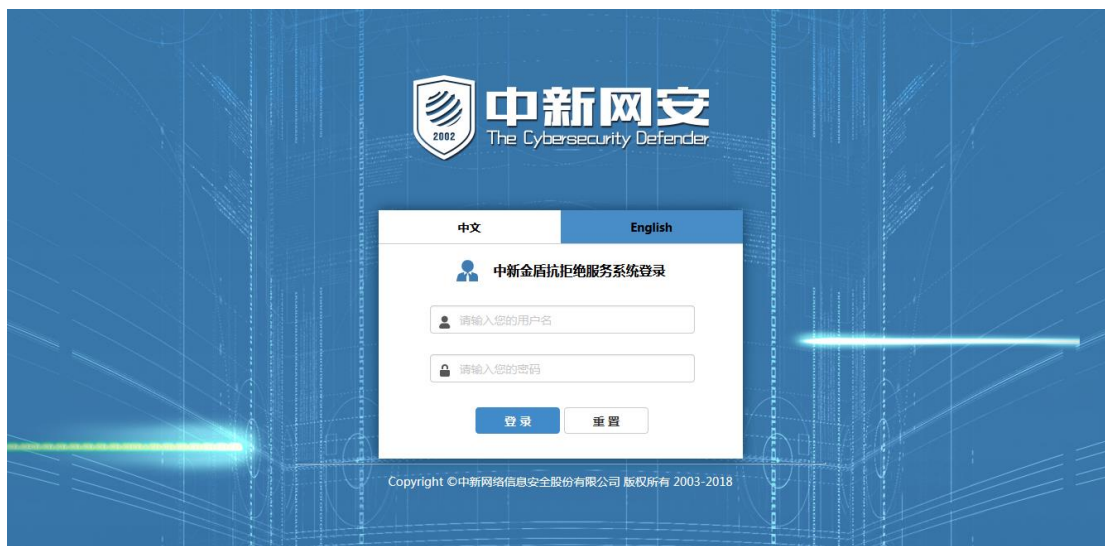 中新网安
2002
The Cybersecurity Defender
中文
English
中新金盾抗拒绝服务系统登录
请输入您的用户名
请输入您的密码
登 录
重 置
Copyright ©中新网络信息安全股份有限公司 版权所有 2003-2018